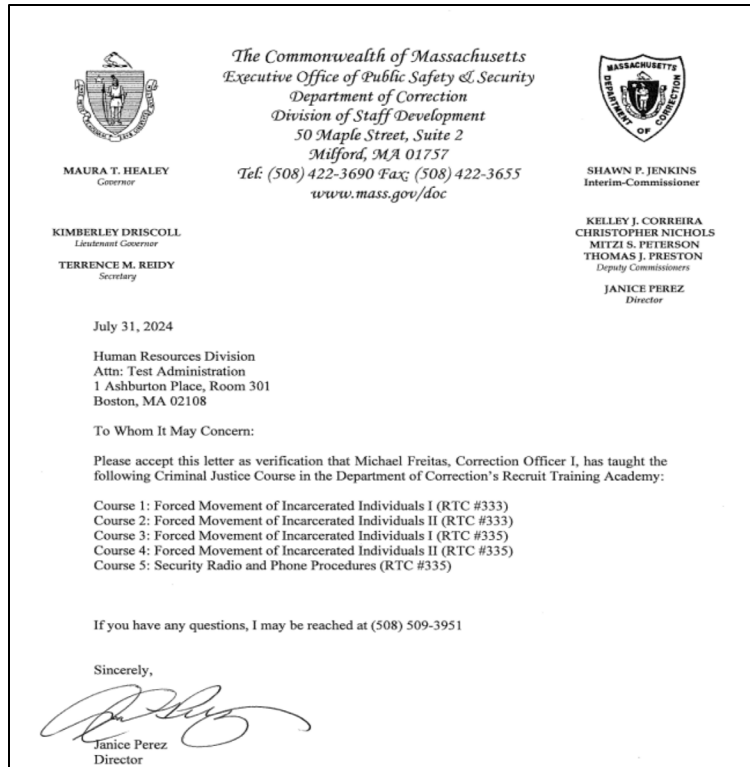 The Commonwealth of Massachusetts
Executive Office of Public Safety & Security
Department of Correction
Division of Staff Development
50 Maple Street, Suite 2
Milford, MA 01757
Tel: (508) 422-3690 Fax: (508) 422-3655
www.mass.gov/doc
MAURA T. HEALEY
Governor
KIMBERLEY DRISCOLL
Lieutenant Governor
TERRENCE M. REIDY
Secretary
MASSACHUSETTS
DEPARTMENT OF CORRECTION
SHAWN P. JENKINS
Interim-Commissioner
KELLEY J. CORREIRA
CHRISTOPHER NICHOLS
MITZI S. PETERSON
THOMAS J. PRESTON
Deputy Commissioners
JANICE PEREZ
Director
July 31, 2024
Human Resources Division
Attn: Test Administration
1 Ashburton Place, Room 301
Boston, MA 02108
To Whom It May Concern:
Please accept this letter as verification that Michael Freitas, Correction Officer I, has taught the
following Criminal Justice Course in the Department of Correction's Recruit Training Academy:
Course 1: Forced Movement of Incarcerated Individuals I (RTC #333)
Course 2: Forced Movement of Incarcerated Individuals II (RTC #333)
Course 3: Forced Movement of Incarcerated Individuals I (RTC #335)
Course 4: Forced Movement of Incarcerated Individuals II (RTC #335)
Course 5: Security Radio and Phone Procedures (RTC #335)
If you have any questions, I may be reached at (508) 509-3951
Sincerely,
Janice Perez
Director